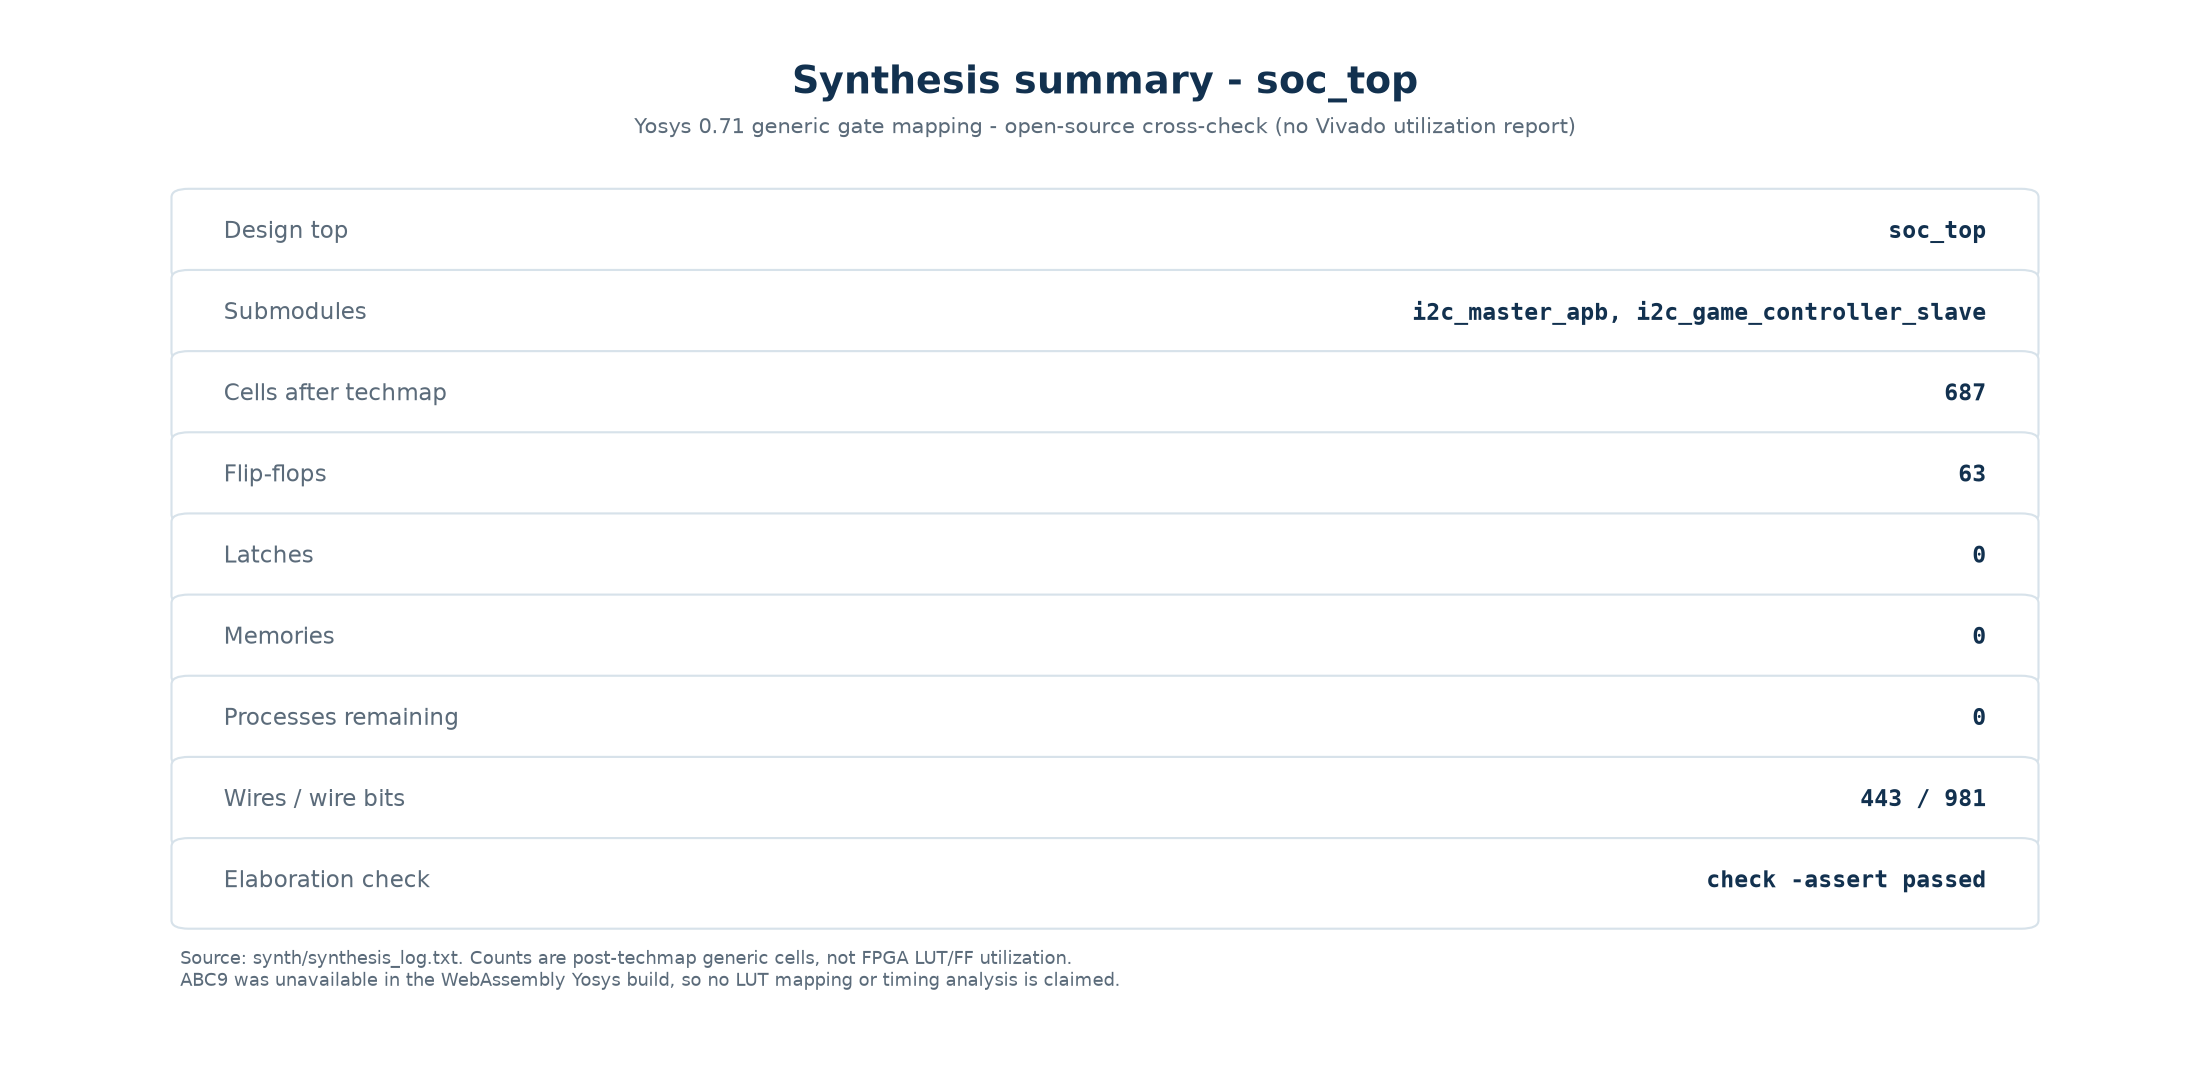 Synthesis summary - soc_top
Yosys 0.71 generic gate mapping - open-source cross-check (no Vivado utilization report)
Design top soc_top
Submodules i2c_master_apb, i2c_game_controller_slave
Cells after techmap 687
Flip-flops 63
Latches 0
Memories 0
Processes remaining 0
Wires / wire bits 443 / 981
Elaboration check check -assert passed
Source: synth/synthesis_log.txt. Counts are post-techmap generic cells, not FPGA LUT/FF utilization.
ABC9 was unavailable in the WebAssembly Yosys build, so no LUT mapping or timing analysis is claimed.